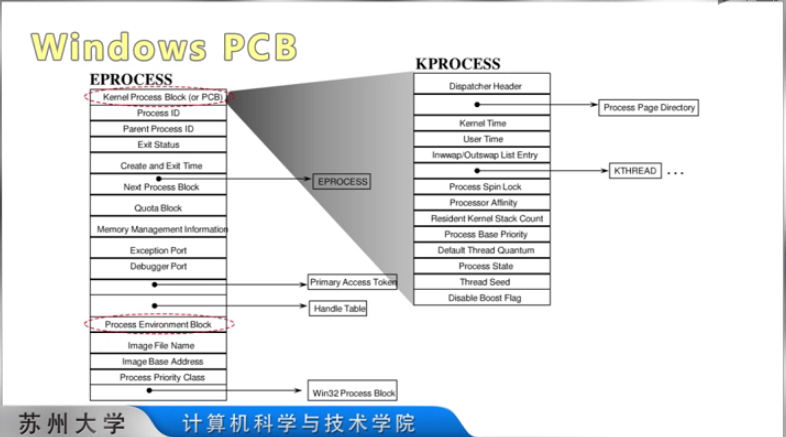 Windows PCB
EPROCESS
Kernel Process Block (or PCB)
Process ID
Parent Process ID
Exit Status
Create and Exit Time
Next Process Block
Quota Block
Memory Management Information
Exception Port
Debugger Port
Process Environment Block
Image File Name
Image Base Address
Process Priority Class
EPROCESS
Primary Access Token
Handle Table
Win32 Process Block
KPROCESS
Dispatcher Header
Kernel Time
User Time
Inwwap/Outswap List Entry
Process Spin Lock
Processor Affinity
Resident Kernel Stack Count
Process Base Priority
Default Thread Quantum
Process State
Thread Seed
Disable Boost Flag
Process Page Directory
KTHREAD ...
苏州大学
计算机科学与技术学院